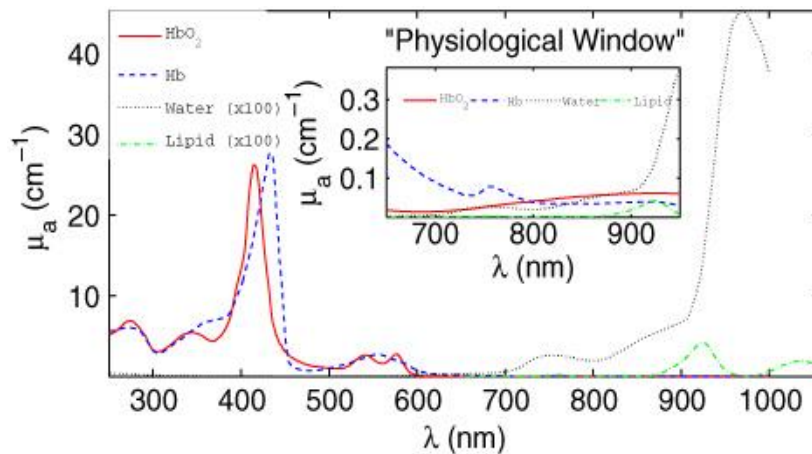 HbO2
Hb
Water (x100)
Lipid (x100)
"Physiological Window"
HbO2 Hb Water Lipid
0.3
0.2
0.1
μa (cm−1)
700 800 900
λ (nm)
40
30
20
10
μa (cm−1)
300 400 500 600 700 800 900 1000
λ (nm)